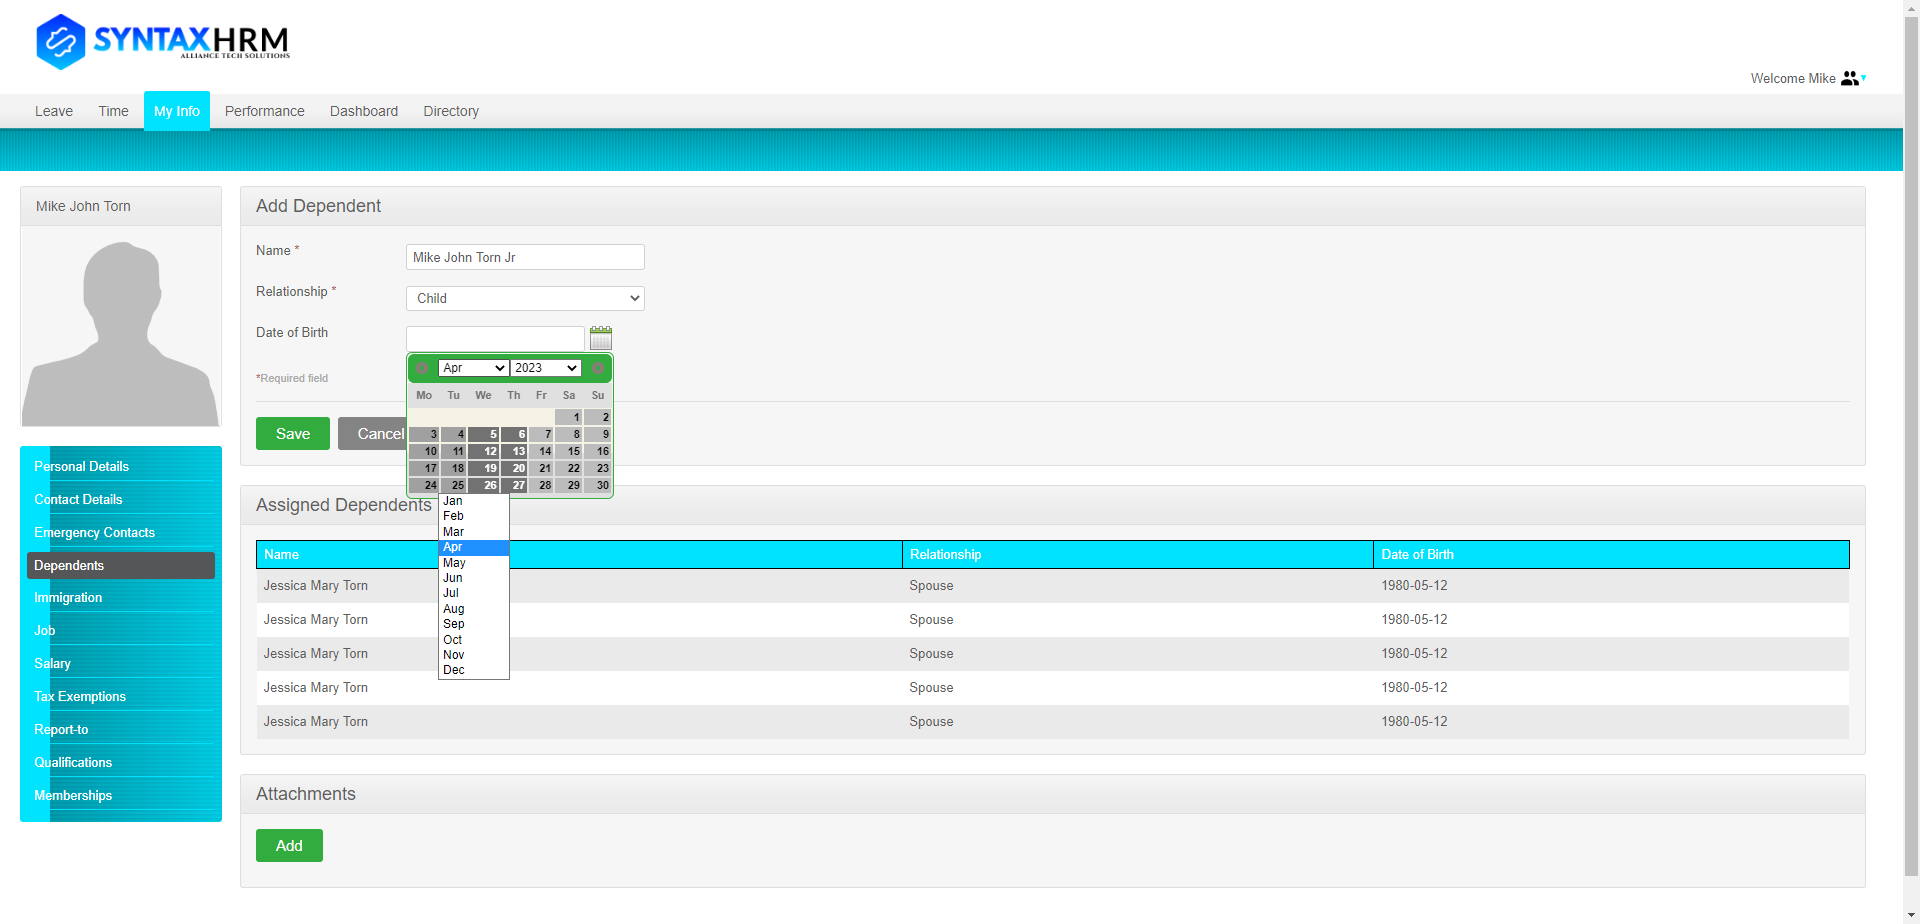 SYNTAXHRM
ALLIANCE TECH SOLUTIONS
Welcome Mike
Leave Time My Info Performance Dashboard Directory
Mike John Torn
Personal Details
Contact Details
Emergency Contacts
Dependents
Immigration
Job
Salary
Tax Exemptions
Report-to
Qualifications
Memberships
Add Dependent
Name *
Mike John Torn Jr
Relationship *
Child
Date of Birth
*Required field
Save Cancel
Apr 2023
Mo Tu We Th Fr Sa Su
1 2
3 4 5 6 7 8 9
10 11 12 13 14 15 16
17 18 19 20 21 22 23
24 25 26 27 28 29 30
Jan
Feb
Mar
Apr
May
Jun
Jul
Aug
Sep
Oct
Nov
Dec
Assigned Dependents
Name Relationship Date of Birth
Jessica Mary Torn Spouse 1980-05-12
Jessica Mary Torn Spouse 1980-05-12
Jessica Mary Torn Spouse 1980-05-12
Jessica Mary Torn Spouse 1980-05-12
Jessica Mary Torn Spouse 1980-05-12
Attachments
Add